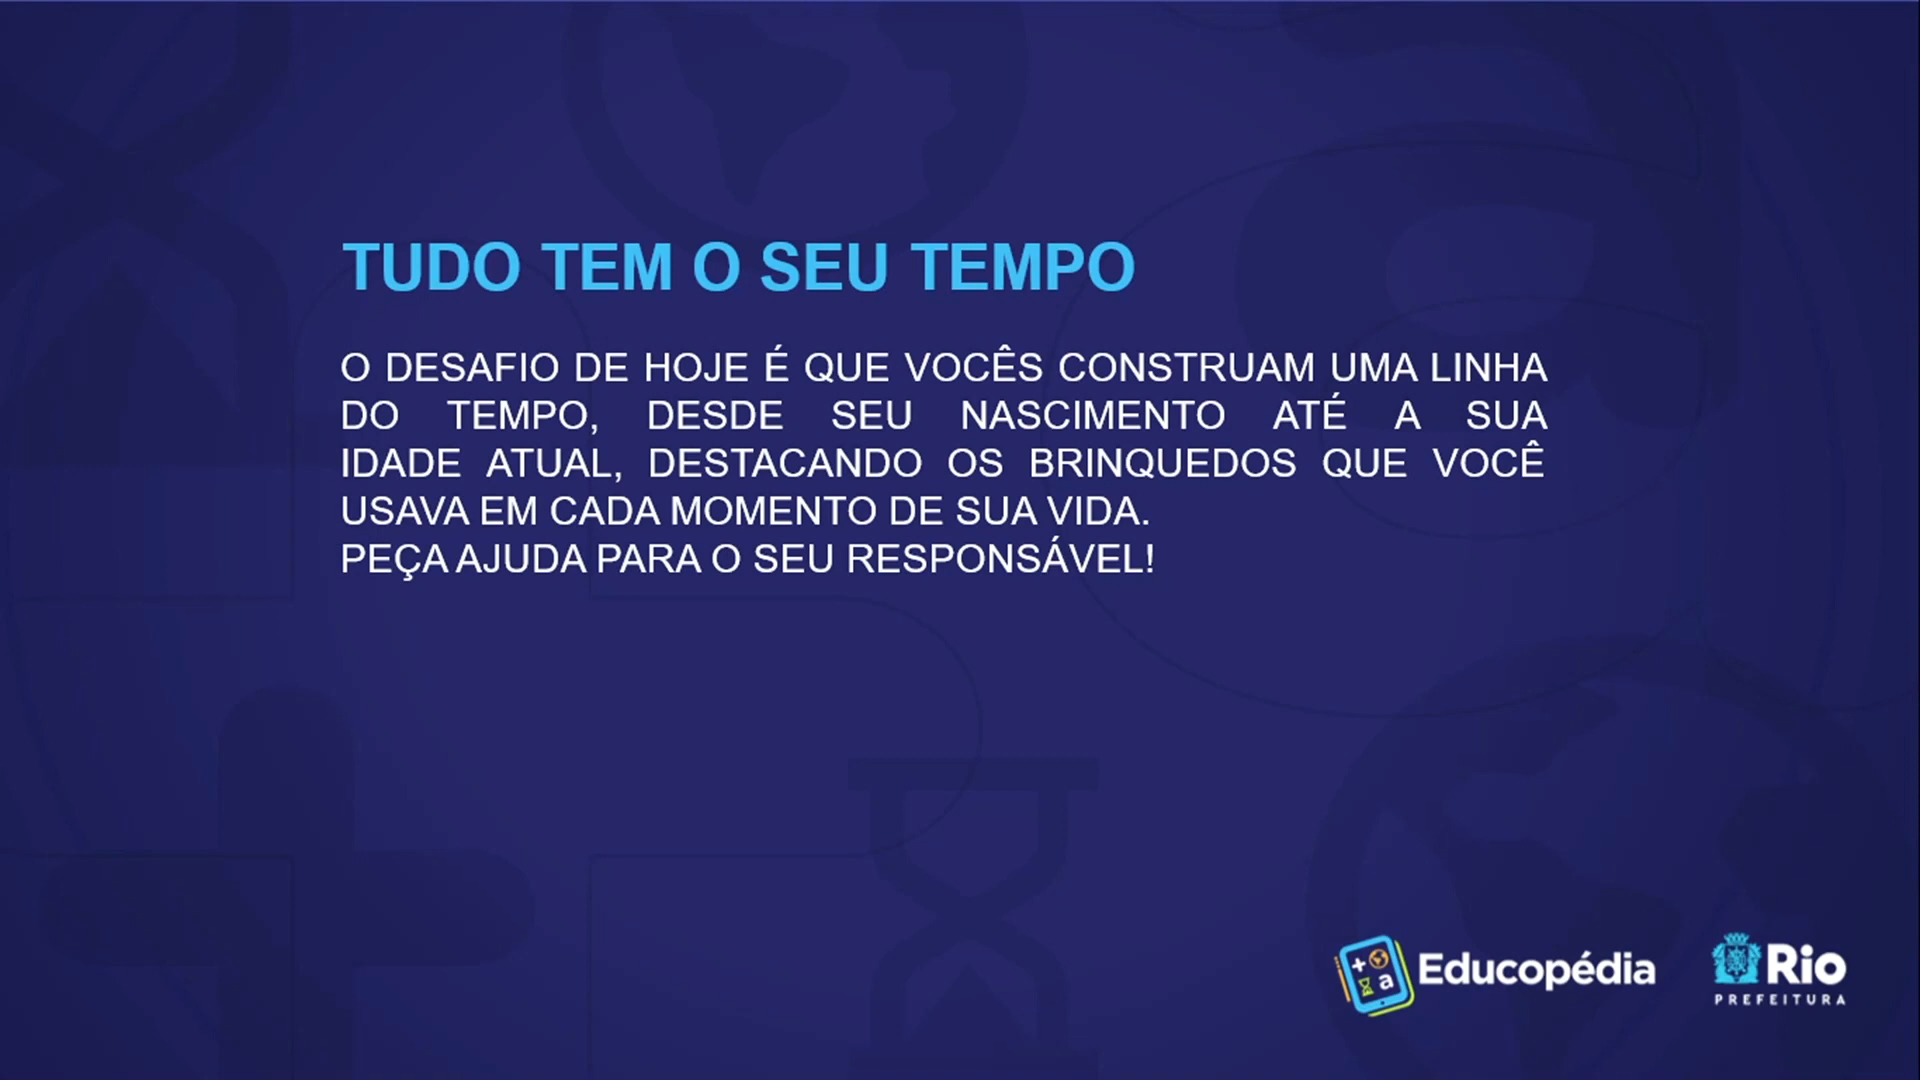 TUDO TEM O SEU TEMPO
O DESAFIO DE HOJE É QUE VOCÊS CONSTRUAM UMA LINHA
DO TEMPO, DESDE SEU NASCIMENTO ATÉ A SUA
IDADE ATUAL, DESTACANDO OS BRINQUEDOS QUE VOCÊ
USAVA EM CADA MOMENTO DE SUA VIDA.
PEÇA AJUDA PARA O SEU RESPONSÁVEL!
a
Educopédia
Rio
PREFEITURA